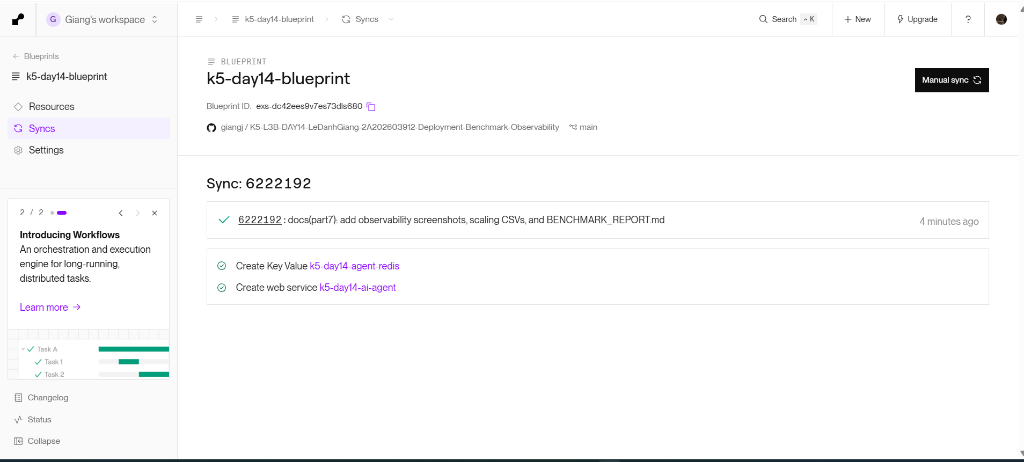 G Giang's workspace
k5-day14-blueprint
Syncs
Search
K
New
Upgrade
?
Blueprints
k5-day14-blueprint
Resources
Syncs
Settings
2 / 2
Introducing Workflows
An orchestration and execution
engine for long-running,
distributed tasks.
Learn more →
Task A
Task 1
Task 2
Changelog
Status
Collapse
BLUEPRINT
k5-day14-blueprint
Manual sync
Blueprint ID: exs-dc42ees9v7es73dls680
giangj / K5-L3B-DAY14-LeDanhGiang-2A202603912-Deployment-Benchmark-Observability
main
Sync: 6222192
6222192: docs(part7): add observability screenshots, scaling CSVs, and BENCHMARK_REPORT.md
4 minutes ago
Create Key Value k5-day14-agent-redis
Create web service k5-day14-ai-agent